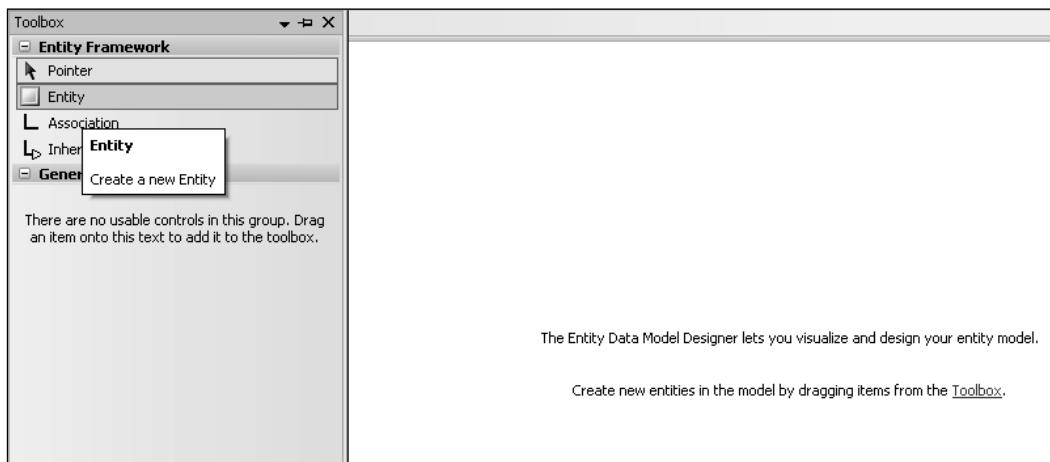 Toolbox
Entity Framework
Pointer
Entity
Association
Inher
Entity
Create a new Entity
Gener
There are no usable controls in this group. Drag
an item onto this text to add it to the toolbox.
The Entity Data Model Designer lets you visualize and design your entity model.
Create new entities in the model by dragging items from the Toolbox.